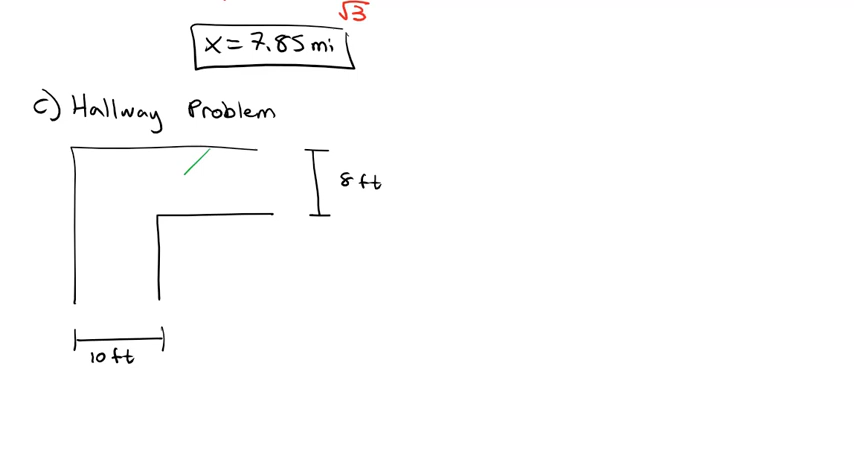 √3
x = 7.85 mi
c) Hallway Problem
8 ft
10 ft